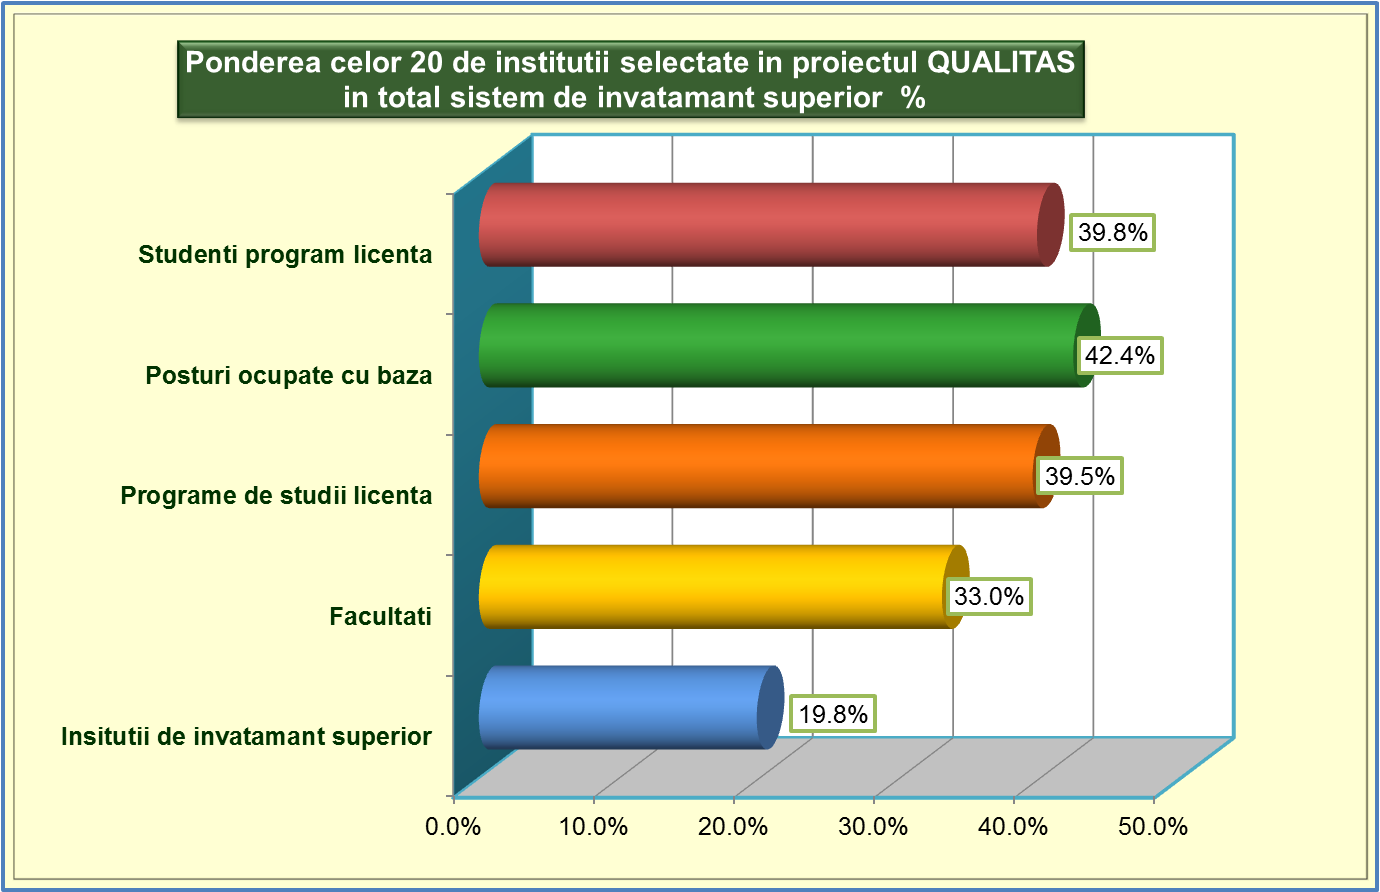 Ponderea celor 20 de institutii selectate in proiectul QUALITAS
in total sistem de invatamant superior %
Studenti program licenta
39.8%
Posturi ocupate cu baza
42.4%
Programe de studii licenta
39.5%
Facultati
33.0%
Insitutii de invatamant superior
19.8%
0.0% 10.0% 20.0% 30.0% 40.0% 50.0%